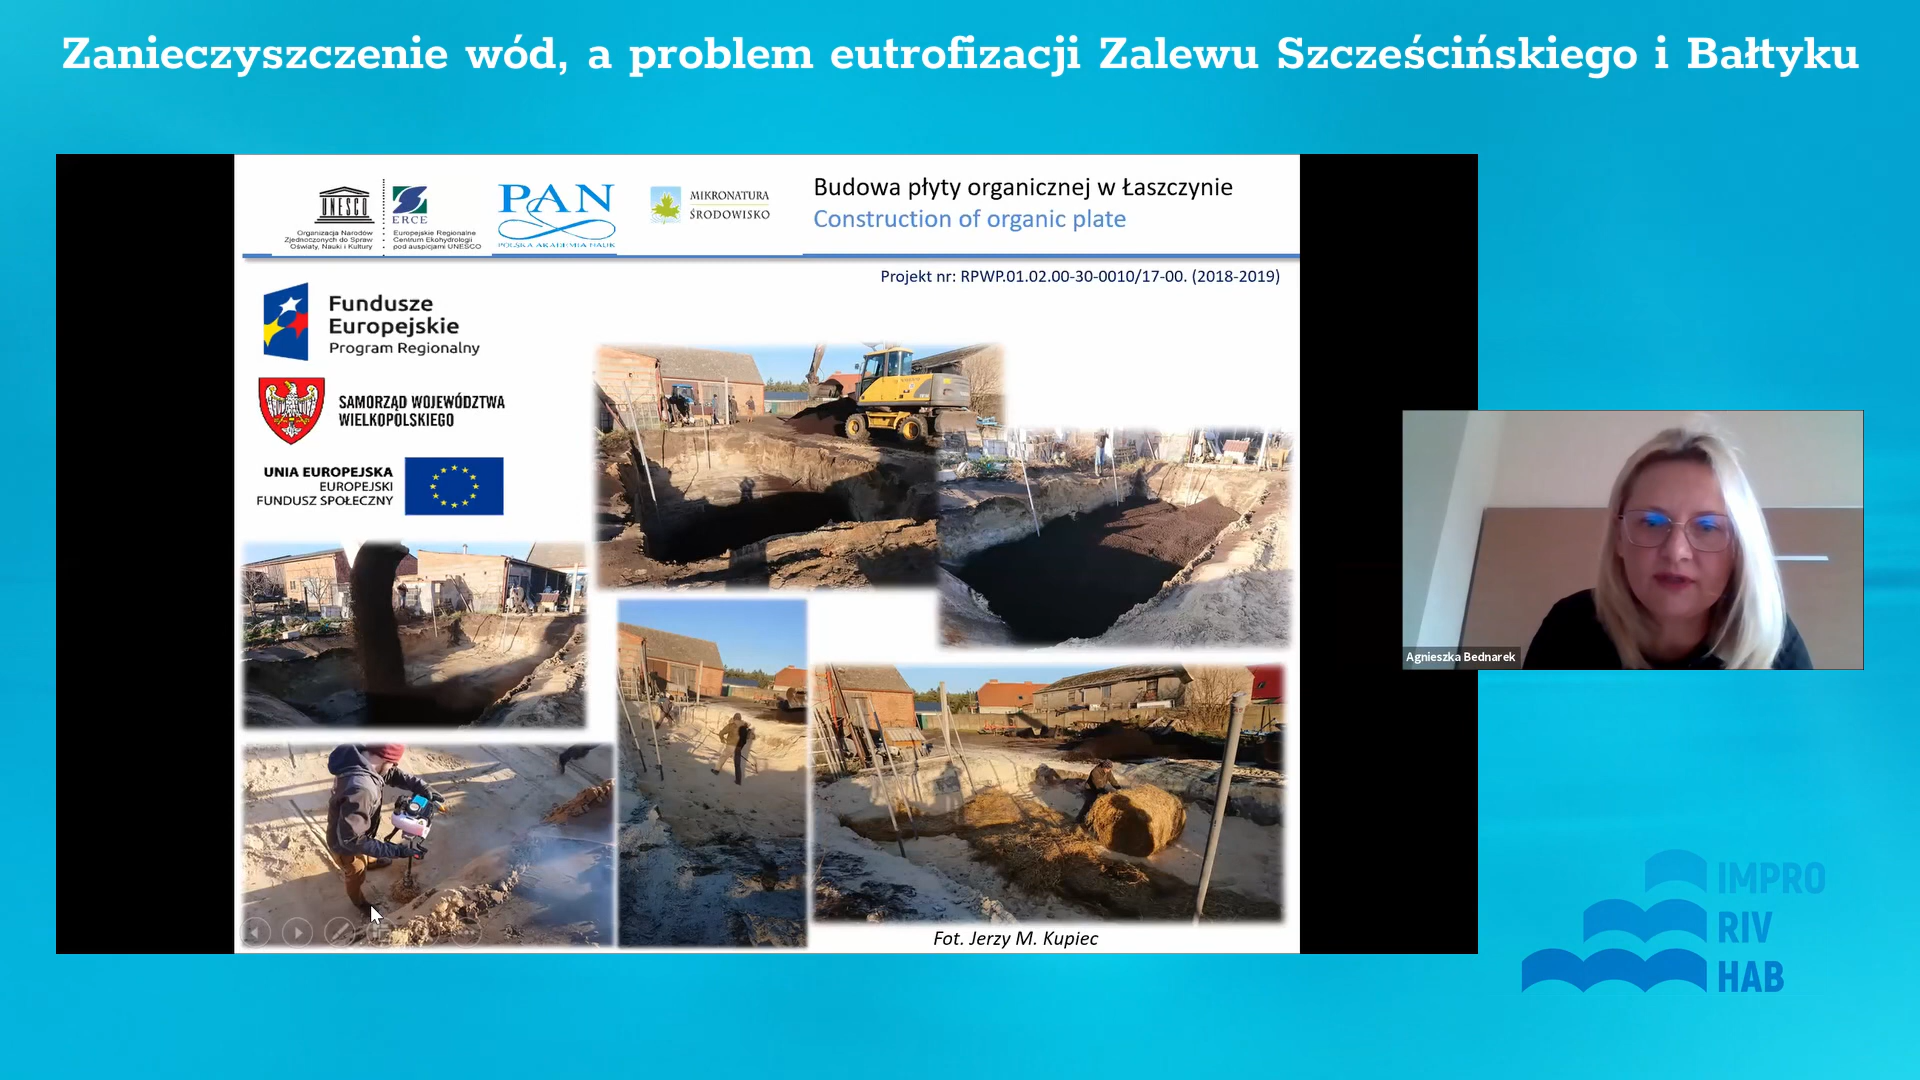 Zanieczyszczenie wód, a problem eutrofizacji Zalewu Szcześcińskiego i Bałtyku
UNESCO
Organizacja Narodów
Zjednoczonych do Spraw
Oświaty, Nauki i Kultury
ERCE
Europejskie Regionalne
Centrum Ekohydrologii
pod auspicjami UNESCO
PAN
POLSKA AKADEMIA NAUK
MIKRONATURA
ŚRODOWISKO
Budowa płyty organicznej w Łaszczynie
Construction of organic plate
Projekt nr: RPWP.01.02.00-30-0010/17-00. (2018-2019)
Fundusze
Europejskie
Program Regionalny
SAMORZĄD WOJEWÓDZTWA
WIELKOPOLSKIEGO
UNIA EUROPEJSKA
EUROPEJSKI
FUNDUSZ SPOŁECZNY
Agnieszka Bednarek
Fot. Jerzy M. Kupiec
IMPRO
RIV
HAB